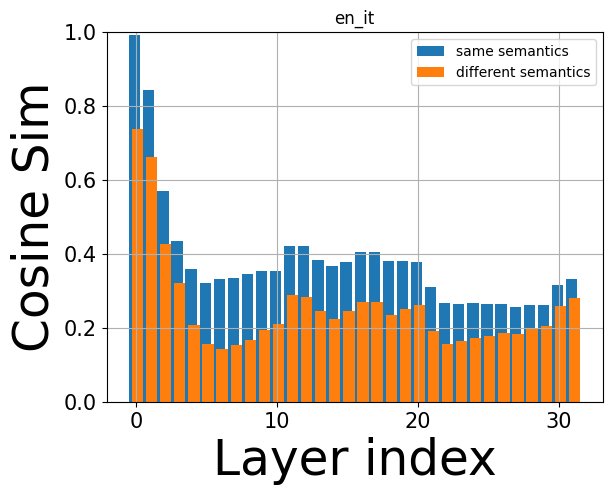 en_it
same semantics
different semantics
Cosine Sim
1.0
0.8
0.6
0.4
0.2
0.0
0 10 20 30
Layer index